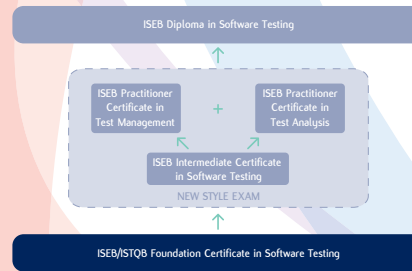 ISEB Diploma in Software Testing
ISEB Practitioner
Certificate in
Test Management
+
ISEB Practitioner
Certificate in
Test Analysis
ISEB Intermediate Certificate
in Software Testing
NEW STYLE EXAM
ISEB/ISTQB Foundation Certificate in Software Testing